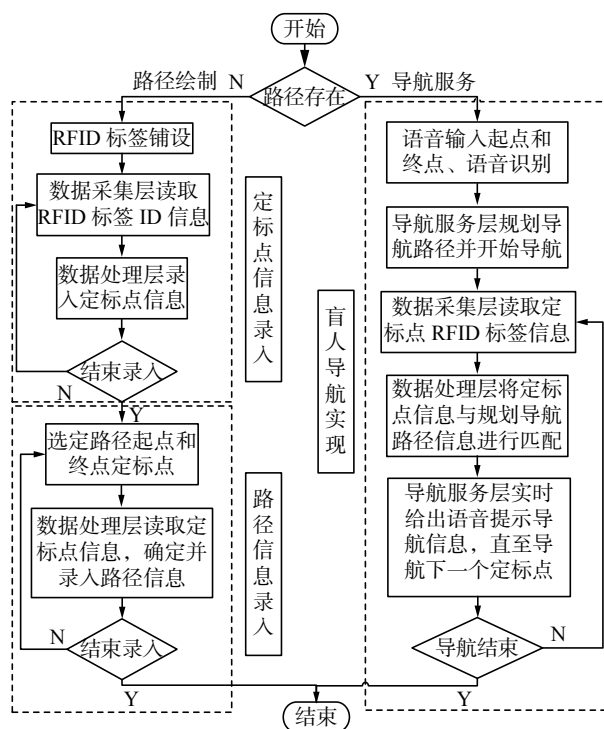 开始
路径绘制 N
Y 导航服务
路径存在
RFID 标签铺设
数据采集层读取
RFID 标签 ID 信息
数据处理层录
入定标点信息
结束录入
N
Y
定标点信息录入
选定路径起点和
终点定标点
数据处理层读取定
标点信息，确定并
录入路径信息
结束录入
N
Y
路径信息录入
盲人导航实现
语音输入起点和
终点、语音识别
导航服务层规划导
航路径并开始导航
数据采集层读取定
标点 RFID 标签信息
数据处理层将定标
点信息与规划导航
路径信息进行匹配
导航服务层实时
给出语音提示导
航信息，直至导
航下一个定标点
导航结束
N
Y
结束